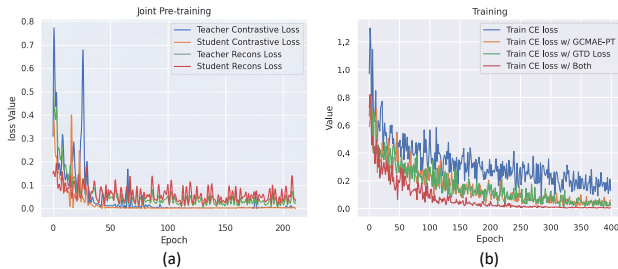 Joint Pre-training
loss Value
0.8
0.7
0.6
0.5
0.4
0.3
0.2
0.1
0.0
Teacher Contrastive Loss
Student Contrastive Loss
Teacher Recons Loss
Student Recons Loss
0 50 100 150 200
Epoch
(a)
Training
Value
1,2
1,0
0.8
0.6
0.4
0.2
0,0
Train CE loss
Train CE loss w/ GCMAE-PT
Train CE loss w/ GTD Loss
Train CE loss w/ Both
0 50 100 150 200 250 300 350 400
Epoch
(b)